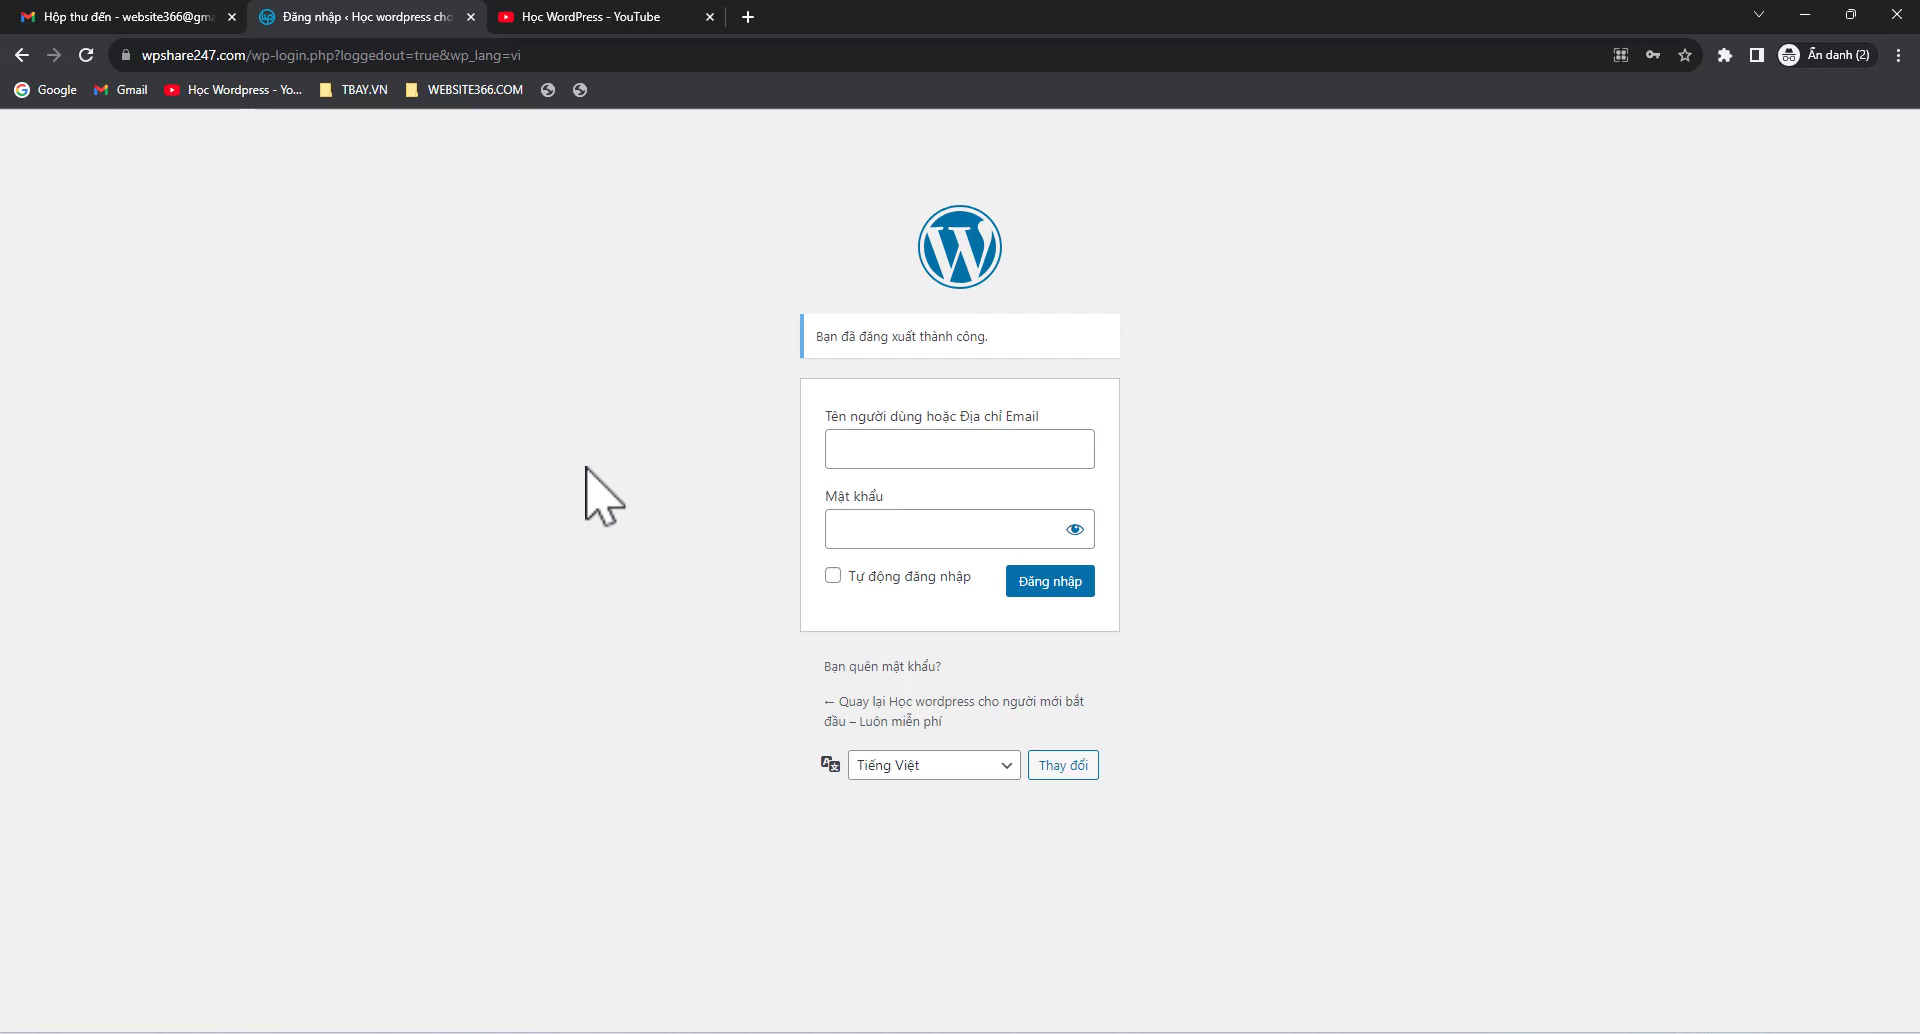 Hộp thư đến - website366@gma
Đăng nhập ‹ Học wordpress cho
Học WordPress - YouTube
wpshare247.com/wp-login.php?loggedout=true&wp_lang=vi
Ẩn danh (2)
Google
Gmail
Học Wordpress - Yo...
TBAY.VN
WEBSITE366.COM
Bạn đã đăng xuất thành công.
Tên người dùng hoặc Địa chỉ Email
Mật khẩu
Tự động đăng nhập
Đăng nhập
Bạn quên mật khẩu?
← Quay lại Học wordpress cho người mới bắt
đầu – Luôn miễn phí
Tiếng Việt
Thay đổi